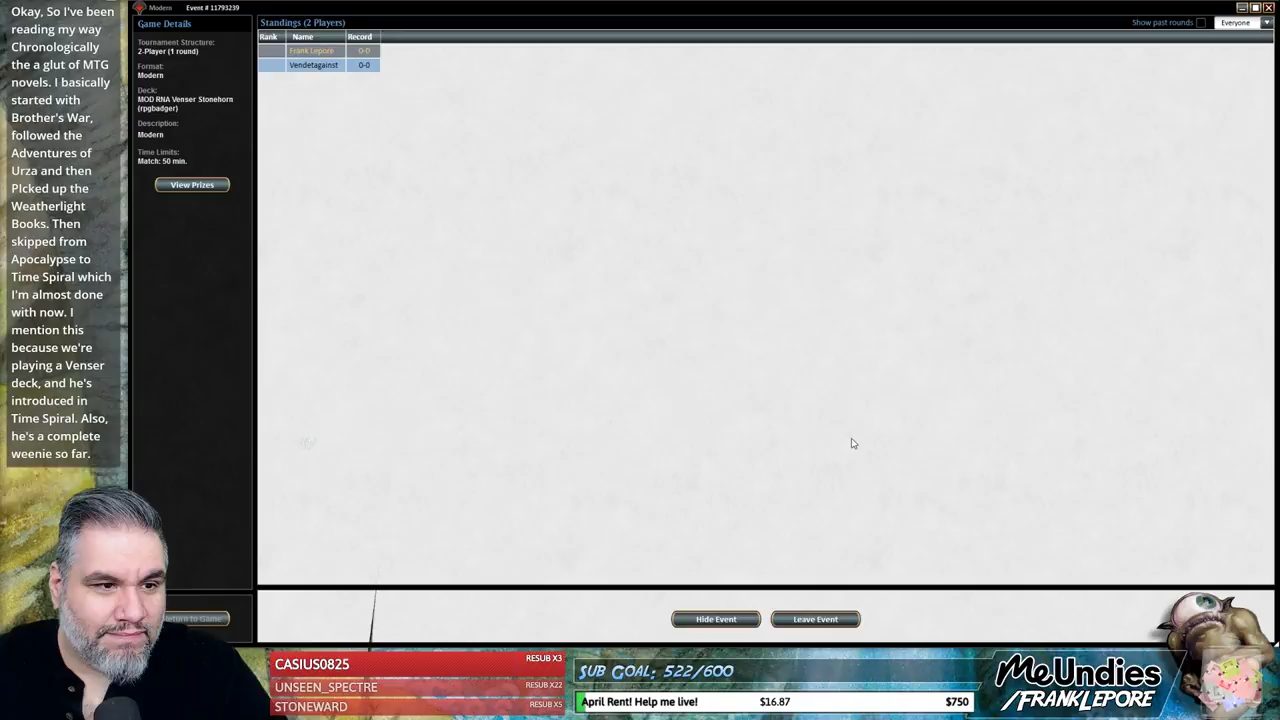 Okay, So I've been
reading my way
Chronologically
the a glut of MTG
novels. I basically
started with
Brother's War,
followed the
Adventures of
Urza and then
PIcked up the
Weatherlight
Books. Then
skipped from
Apocalypse to
Time Spiral which
I'm almost done
with now. I
mention this
because we're
playing a Venser
deck, and he's
introduced in
Time Spiral. Also,
he's a complete
weenie so far.
Modern Event # 11793239
Game Details
Tournament Structure:
2-Player (1 round)
Format:
Modern
Deck:
MOD RNA Venser Stonehorn
(rpgbadger)
Description:
Modern
Time Limits:
Match: 50 min.
View Prizes
Return to Game
Standings (2 Players)
Show past rounds Everyone
Rank Name Record
Frank Lepore 0-0
Vendetagainst 0-0
Hide Event Leave Event
CASIUS0825 RESUB X3
UNSEEN_SPECTRE RESUB X22
STONEWARD RESUB X5
SUB GOAL: 522/600
April Rent! Help me live! $16.87 $750
MeUndies
/FRANKLEPORE